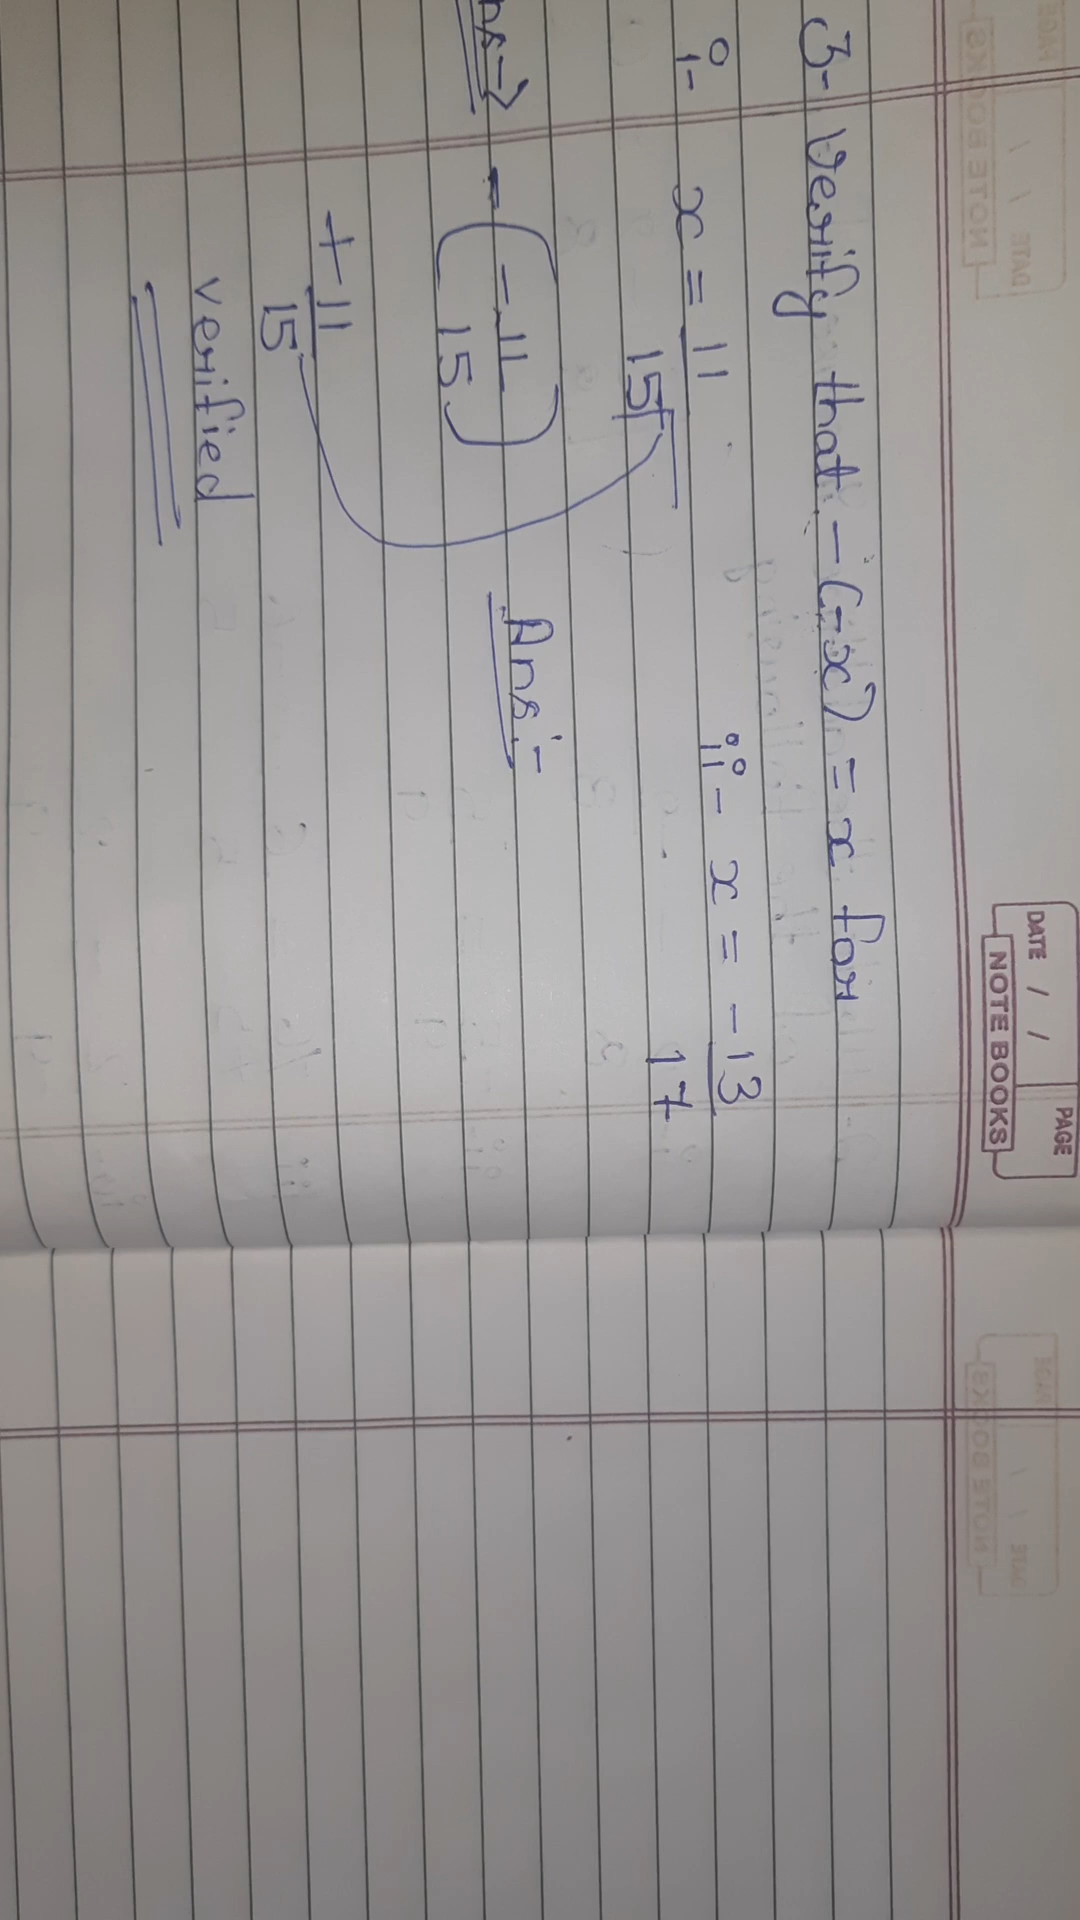 DATE / / PAGE
NOTE BOOKS
3- Verify that -(-x) = x for
i- x = 11/15
ii- x = -13/17
ns→ -(-11/15)
Ans:-
+11/15
verified